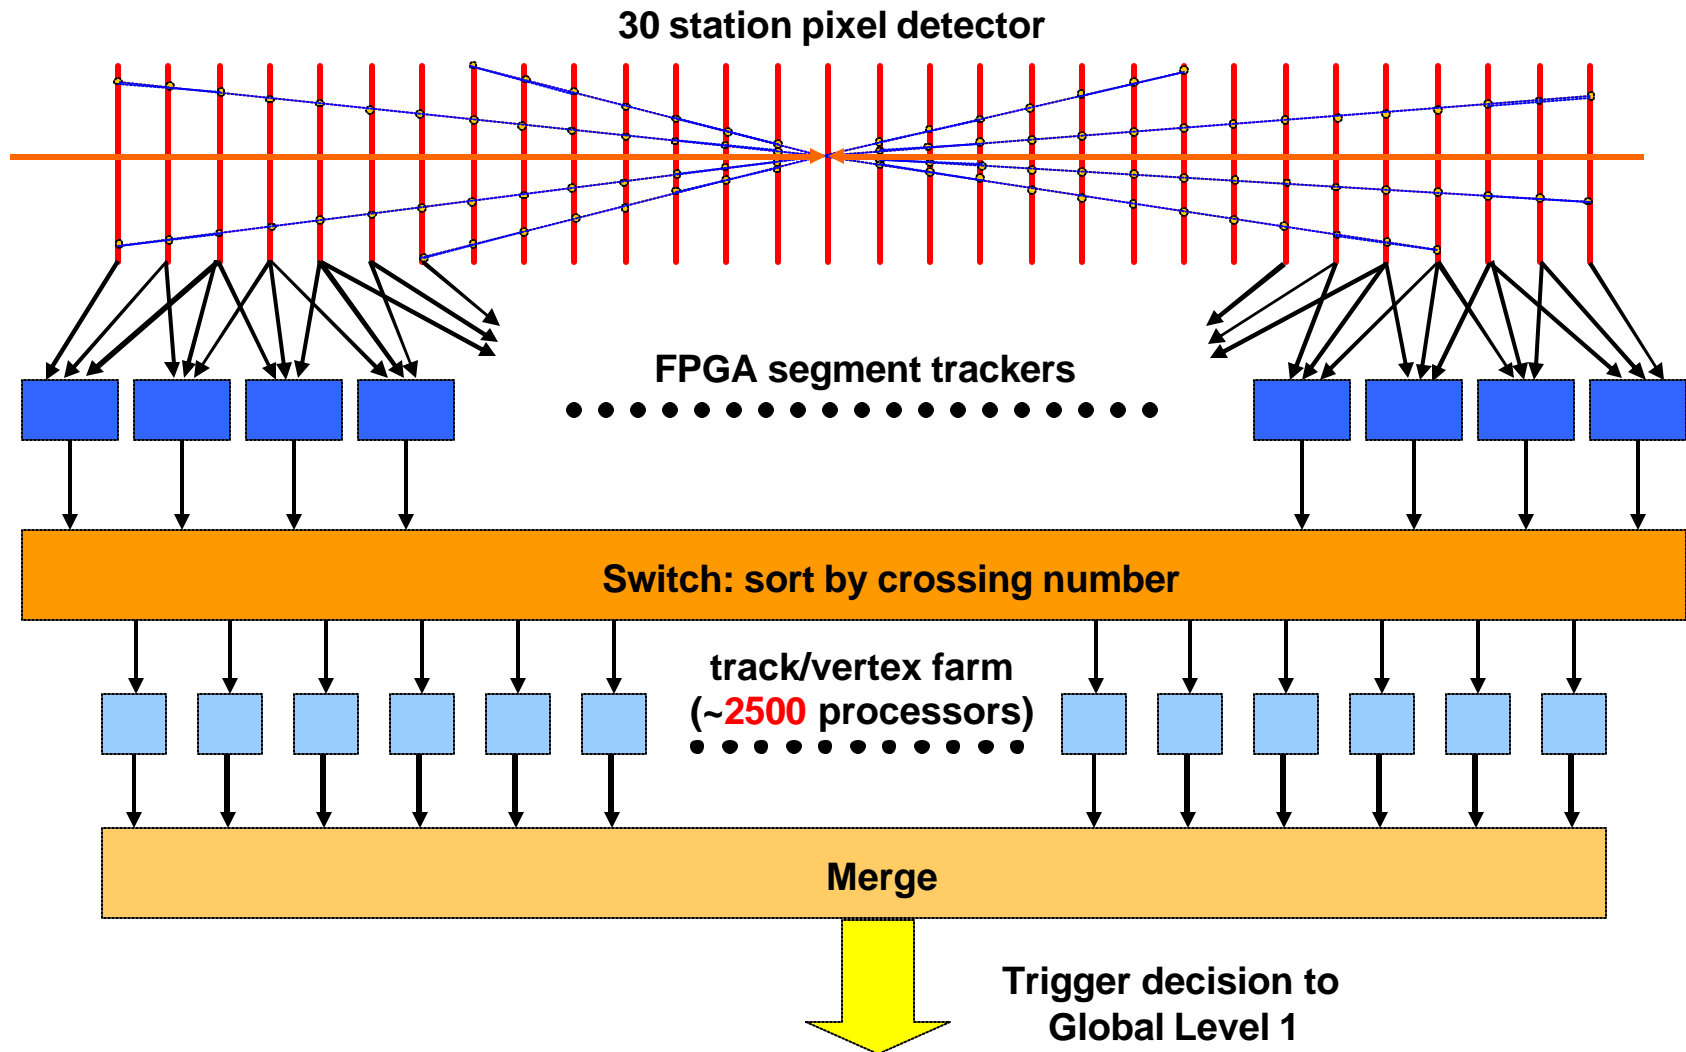 30 station pixel detector
FPGA segment trackers
Switch: sort by crossing number
track/vertex farm
(~2500 processors)
Merge
Trigger decision to
Global Level 1